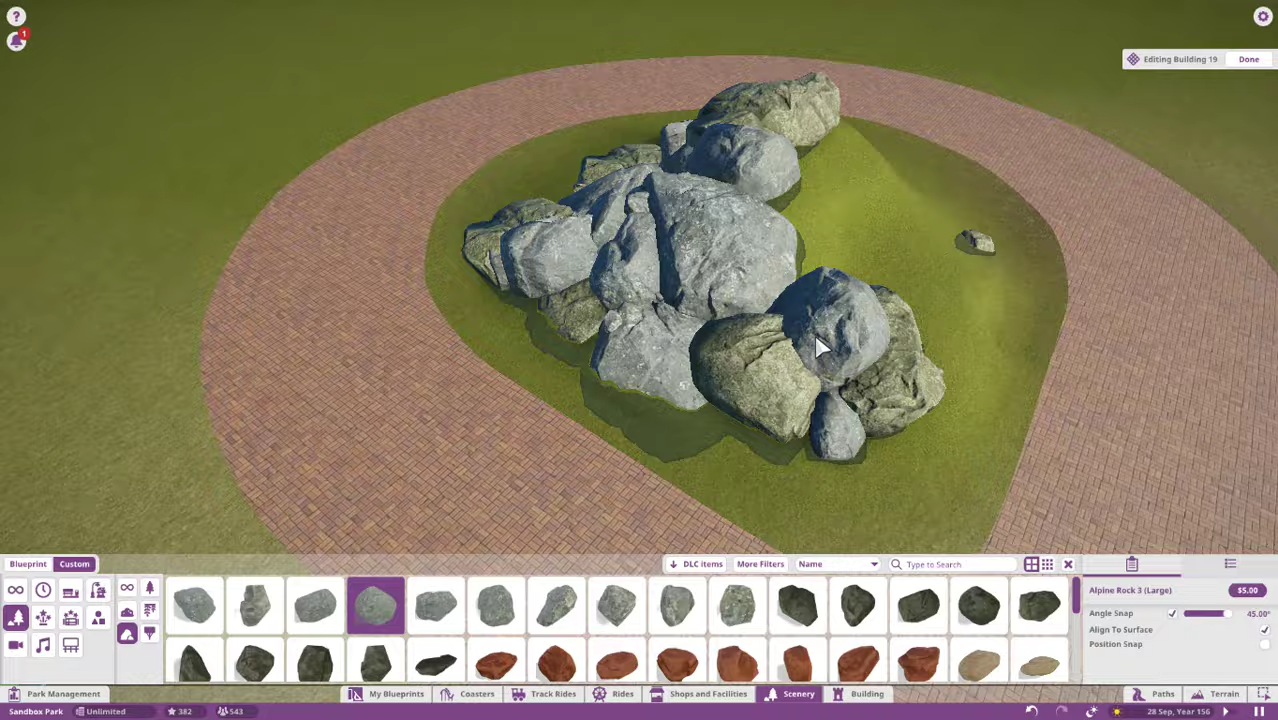 ?
1
Editing Building 19 Done
Blueprint Custom
DLC items More Filters Name Type to Search
Alpine Rock 3 (Large) $5.00
Angle Snap 45.00°
Align To Surface
Position Snap
Park Management My Blueprints Coasters Track Rides Rides Shops and Facilities Scenery Building Paths Terrain
Sandbox Park Unlimited 382 543 28 Sep, Year 156